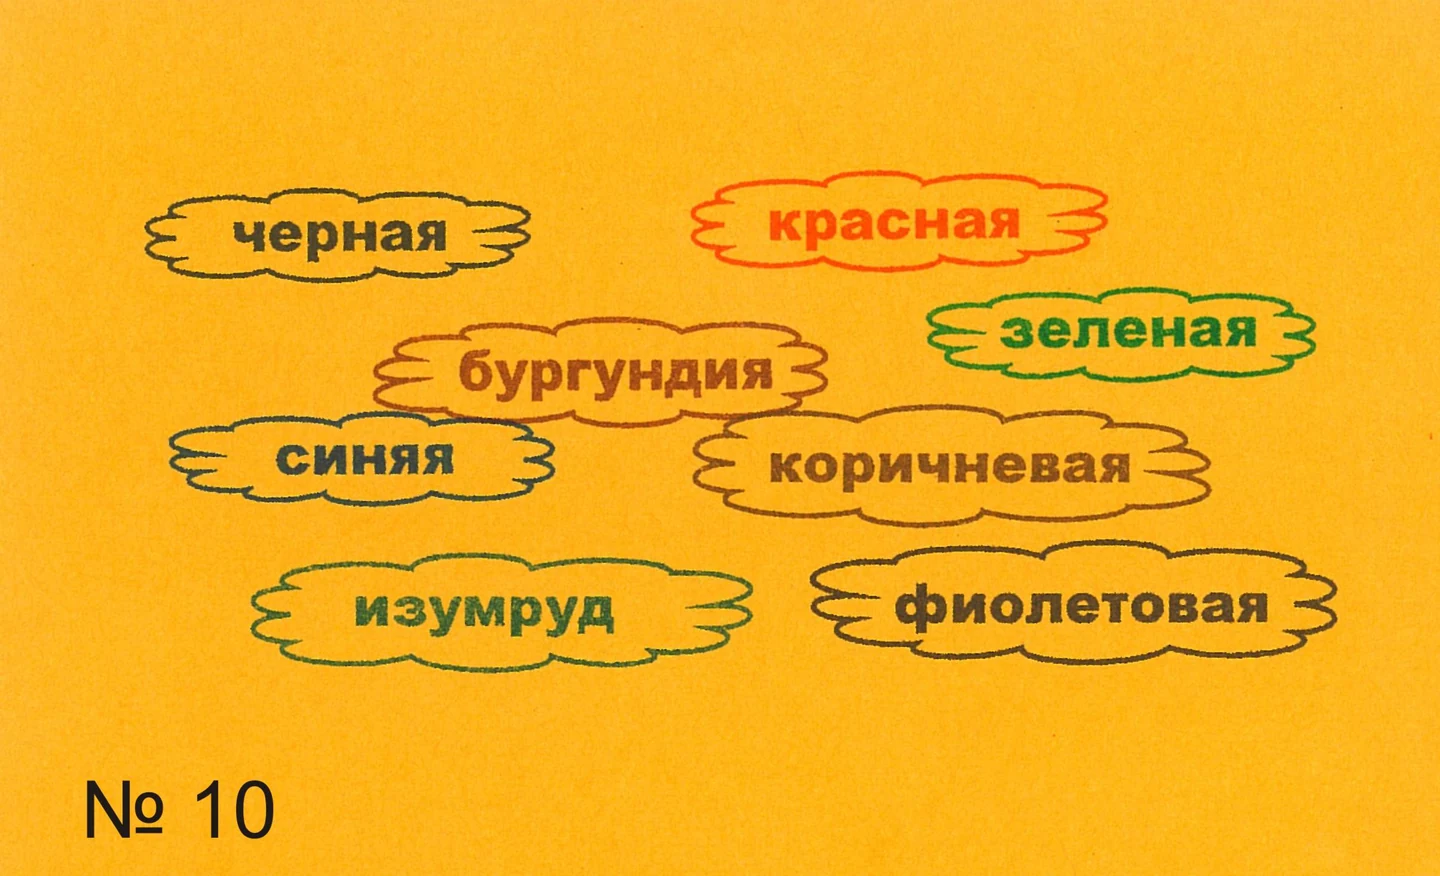 черная
красная
зеленая
бургундия
синяя
коричневая
изумруд
фиолетовая
№ 10